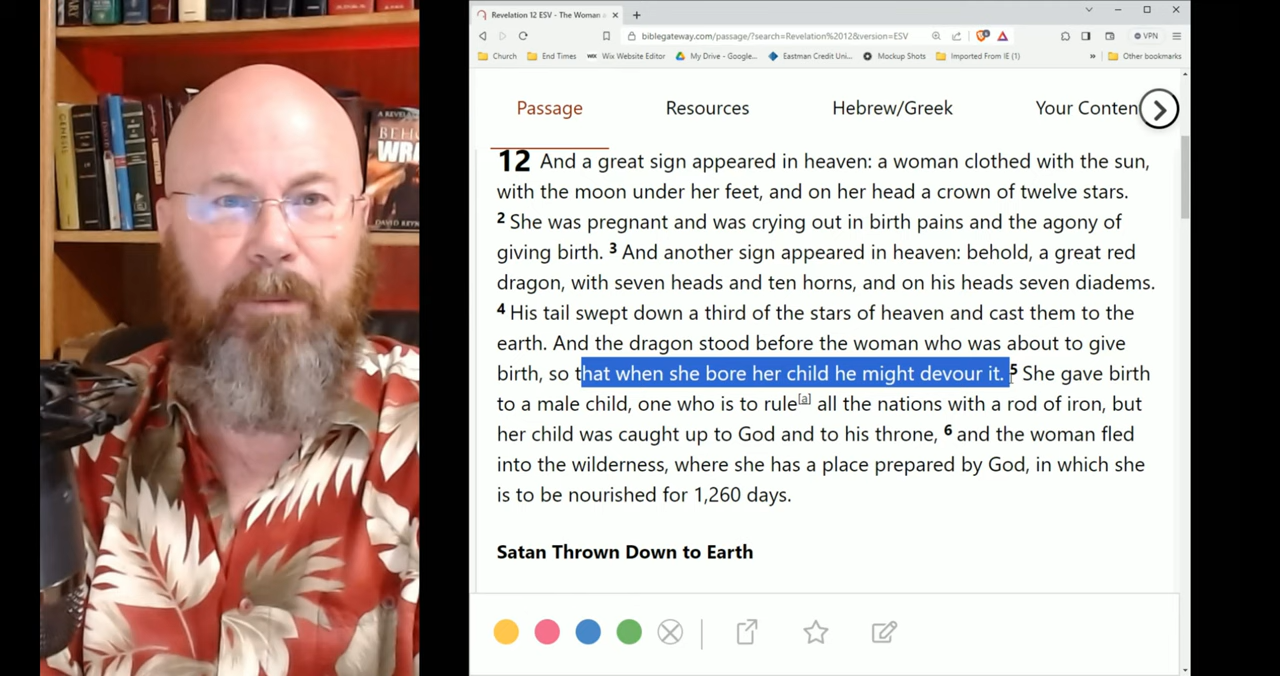 GENESIS
A REVELA
BEHO
WRA
DAVID REYN
Revelation 12 ESV - The Woman a
biblegateway.com/passage/?search=Revelation%2012&version=ESV
VPN
Church
End Times
WIX Wix Website Editor
My Drive - Google...
Eastman Credit Uni...
Mockup Shots
Imported From IE (1)
»
Other bookmarks
Passage
Resources
Hebrew/Greek
Your Conten
12 And a great sign appeared in heaven: a woman clothed with the sun,
with the moon under her feet, and on her head a crown of twelve stars.
2 She was pregnant and was crying out in birth pains and the agony of
giving birth. 3 And another sign appeared in heaven: behold, a great red
dragon, with seven heads and ten horns, and on his heads seven diadems.
4 His tail swept down a third of the stars of heaven and cast them to the
earth. And the dragon stood before the woman who was about to give
birth, so that when she bore her child he might devour it. 5 She gave birth
to a male child, one who is to rule[a] all the nations with a rod of iron, but
her child was caught up to God and to his throne, 6 and the woman fled
into the wilderness, where she has a place prepared by God, in which she
is to be nourished for 1,260 days.
Satan Thrown Down to Earth